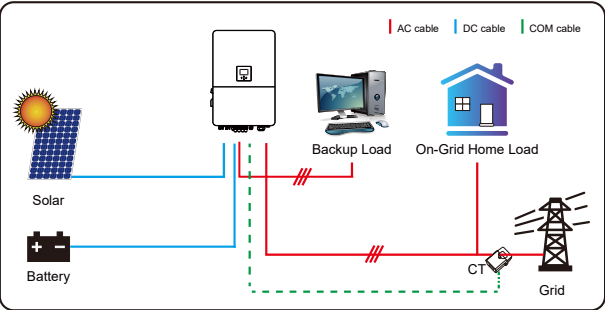 AC cable
DC cable
COM cable
Backup Load
On-Grid Home Load
Solar
Battery
CT
Grid